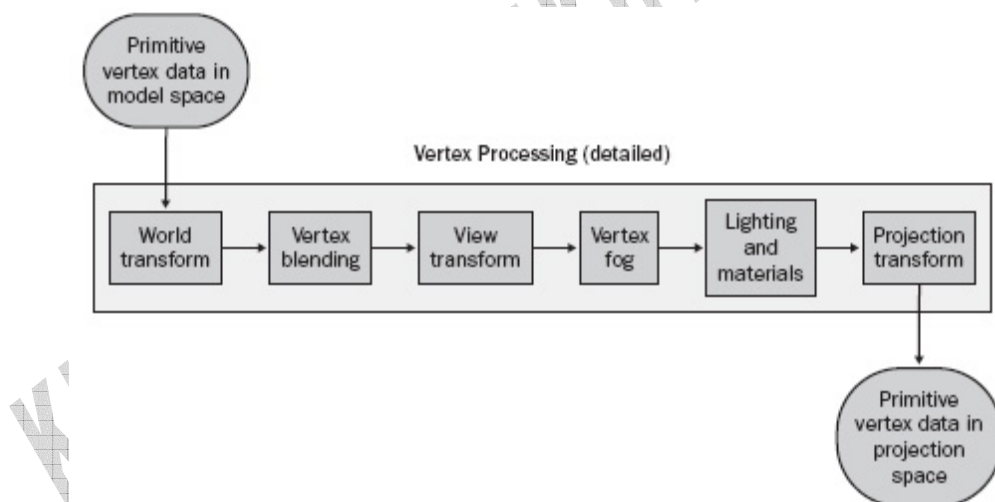 Primitive
vertex data in
model space
Vertex Processing (detailed)
World
transform
Vertex
blending
View
transform
Vertex
fog
Lighting
and
materials
Projection
transform
Primitive
vertex data in
projection
space